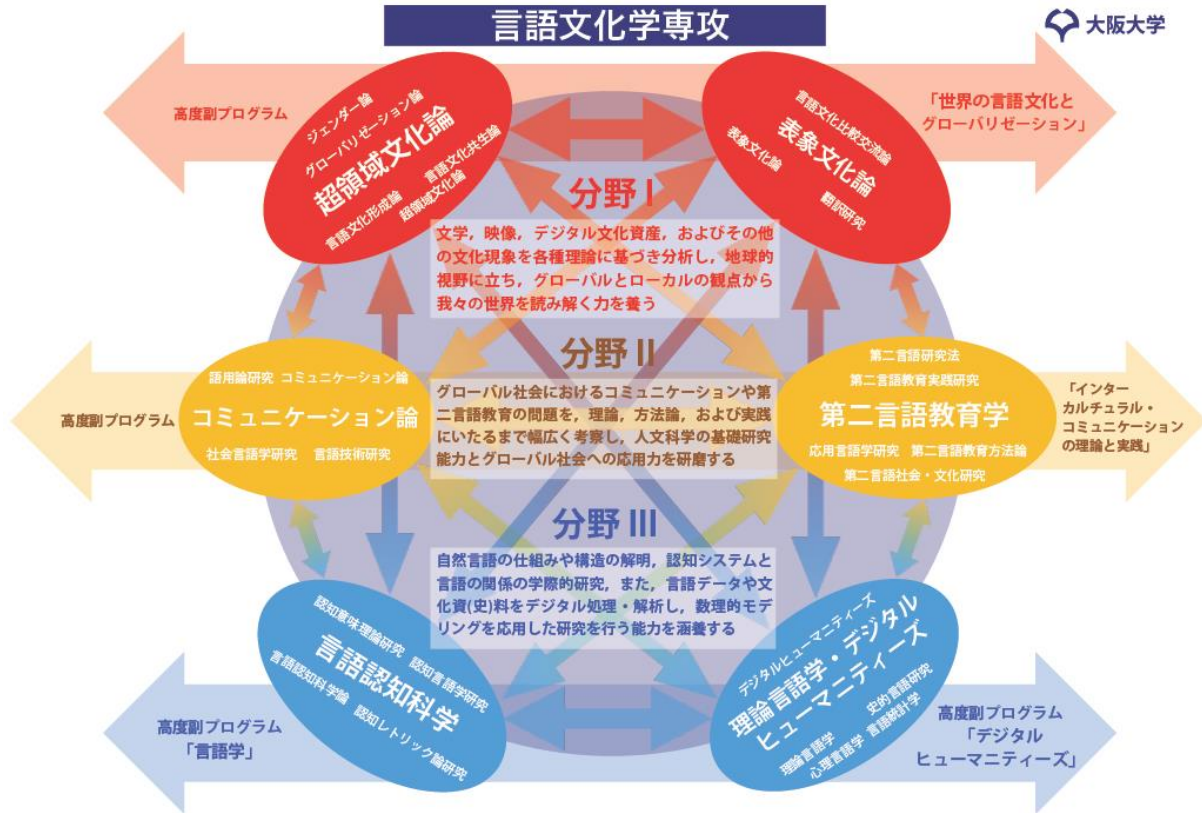 言語文化学専攻
大阪大学
高度副プログラム
「世界の言語文化と
グローバリゼーション」
ジェンダー論
グローバリゼーション論
超領域文化論
言語文化共生論
言語文化形成論
超領域文化論
言語文化比較交流論
表象文化論
表象文化論
翻訳研究
分野 I
文学，映像，デジタル文化資産，およびその他
の文化現象を各種理論に基づき分析し，地球的
視野に立ち，グローバルとローカルの観点から
我々の世界を読み解く力を養う
高度副プログラム
語用論研究 コミュニケーション論
コミュニケーション論
社会言語学研究 言語技術研究
分野 II
グローバル社会におけるコミュニケーションや第
二言語教育の問題を，理論，方法論，および実践
にいたるまで幅広く考察し，人文科学の基礎研究
能力とグローバル社会への応用力を研磨する
第二言語研究法
第二言語教育実践研究
第二言語教育学
応用言語学研究 第二言語教育方法論
第二言語社会・文化研究
「インター
カルチュラル・
コミュニケーション
の理論と実践」
分野 III
自然言語の仕組みや構造の解明，認知システムと
言語の関係の学際的研究，また，言語データや文
化資(史)料をデジタル処理・解析し，数理的モデ
リングを応用した研究を行う能力を涵養する
高度副プログラム
「言語学」
認知意味理論研究 認知言語学研究
言語認知科学
言語認知科学論 認知レトリック論研究
デジタルヒューマニティーズ
理論言語学・デジタル
ヒューマニティーズ
史的言語研究
理論言語学
心理言語学 言語統計学
高度副プログラム
「デジタル
ヒューマニティーズ」